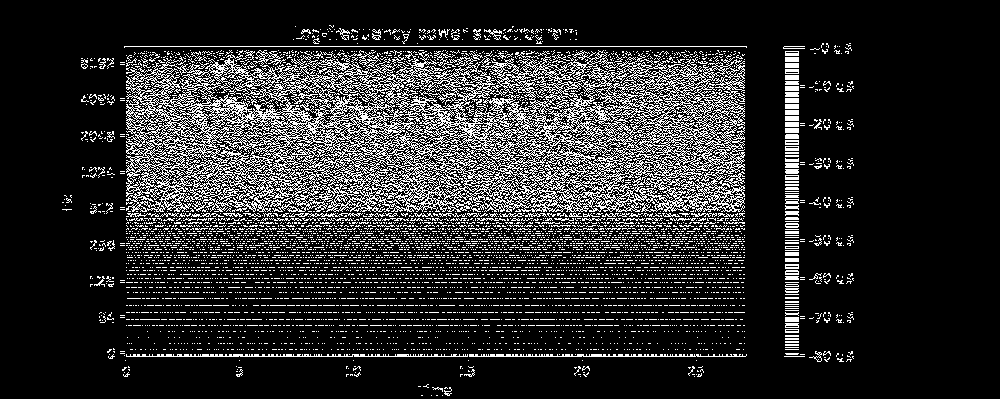 Log-frequency power spectrogram
8192
4096
2048
1024
512
256
128
64
0
Hz
0
5
10
15
20
25
Time
-0 dB
-10 dB
-20 dB
-30 dB
-40 dB
-50 dB
-60 dB
-70 dB
-80 dB